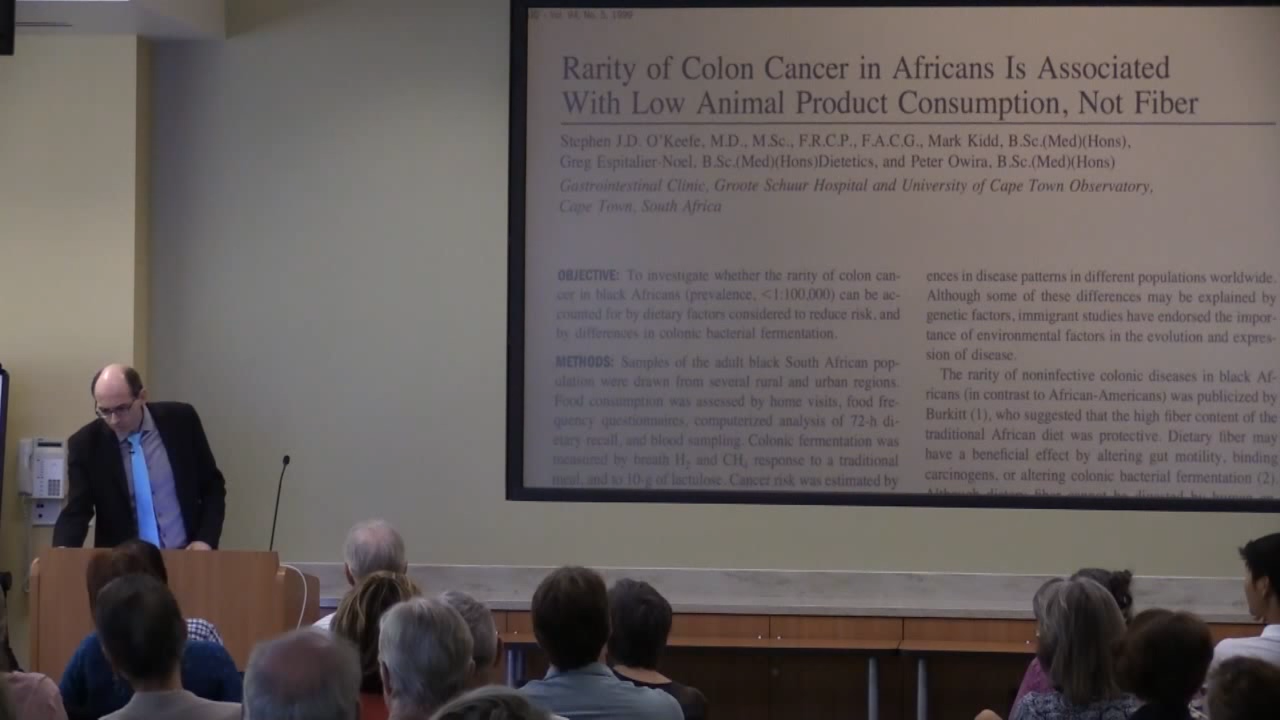 Vol. 94, No. 5, 1999
Rarity of Colon Cancer in Africans Is Associated
With Low Animal Product Consumption, Not Fiber
Stephen J.D. O'Keefe, M.D., M.Sc., F.R.C.P., F.A.C.G., Mark Kidd, B.Sc.(Med)(Hons),
Greg Espitalier-Noel, B.Sc.(Med)(Hons)Dietetics, and Peter Owira, B.Sc.(Med)(Hons)
Gastrointestinal Clinic, Groote Schuur Hospital and University of Cape Town Observatory,
Cape Town, South Africa
OBJECTIVE: To investigate whether the rarity of colon can-
cer in black Africans (prevalence, <1:100,000) can be ac-
counted for by dietary factors considered to reduce risk, and
by differences in colonic bacterial fermentation.
METHODS: Samples of the adult black South African pop-
ulation were drawn from several rural and urban regions.
Food consumption was assessed by home visits, food fre-
quency questionnaires, computerized analysis of 72-h di-
etary recall, and blood sampling. Colonic fermentation was
measured by breath H₂ and CH₄ response to a traditional
meal, and to 10-g of lactulose. Cancer risk was estimated by
ences in disease patterns in different populations worldwide.
Although some of these differences may be explained by
genetic factors, immigrant studies have endorsed the impor-
tance of environmental factors in the evolution and expres-
sion of disease.
The rarity of noninfective colonic diseases in black Af-
ricans (in contrast to African-Americans) was publicized by
Burkitt (1), who suggested that the high fiber content of the
traditional African diet was protective. Dietary fiber may
have a beneficial effect by altering gut motility, binding
carcinogens, or altering colonic bacterial fermentation (2).